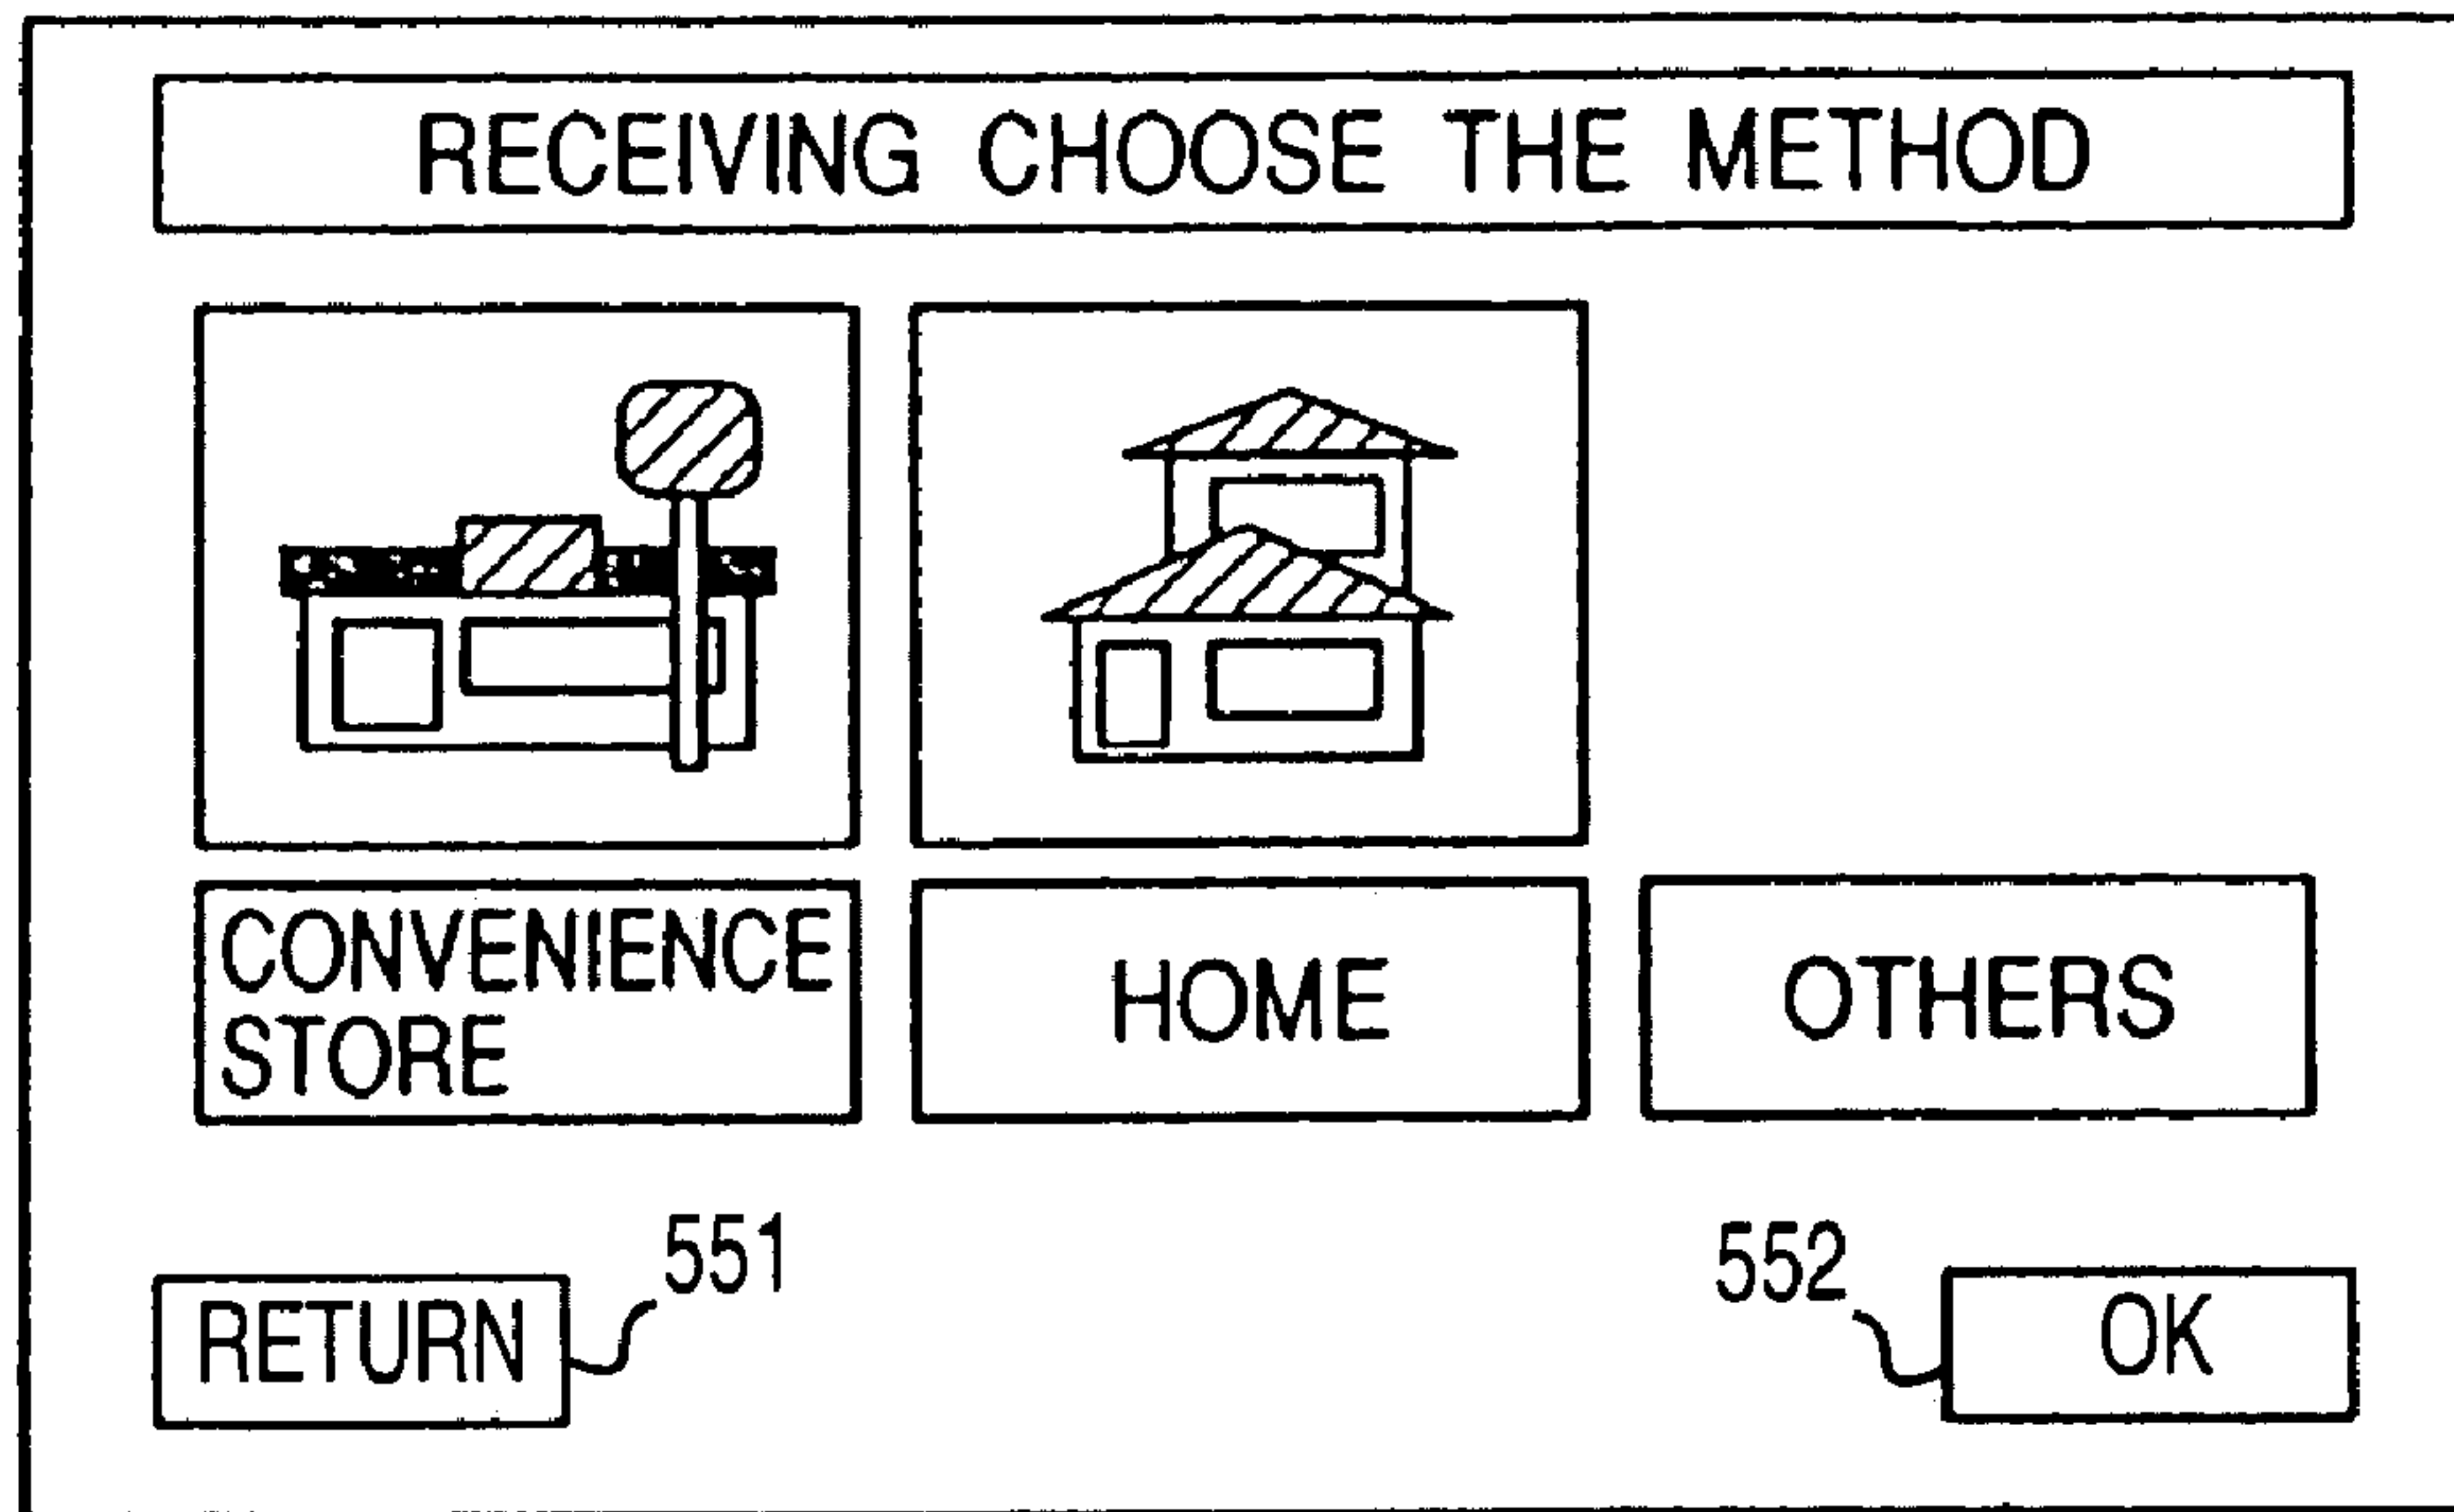 RECEIVING CHOOSE THE METHOD
CONVENIENCE
STORE
HOME
OTHERS
551
552
RETURN
OK